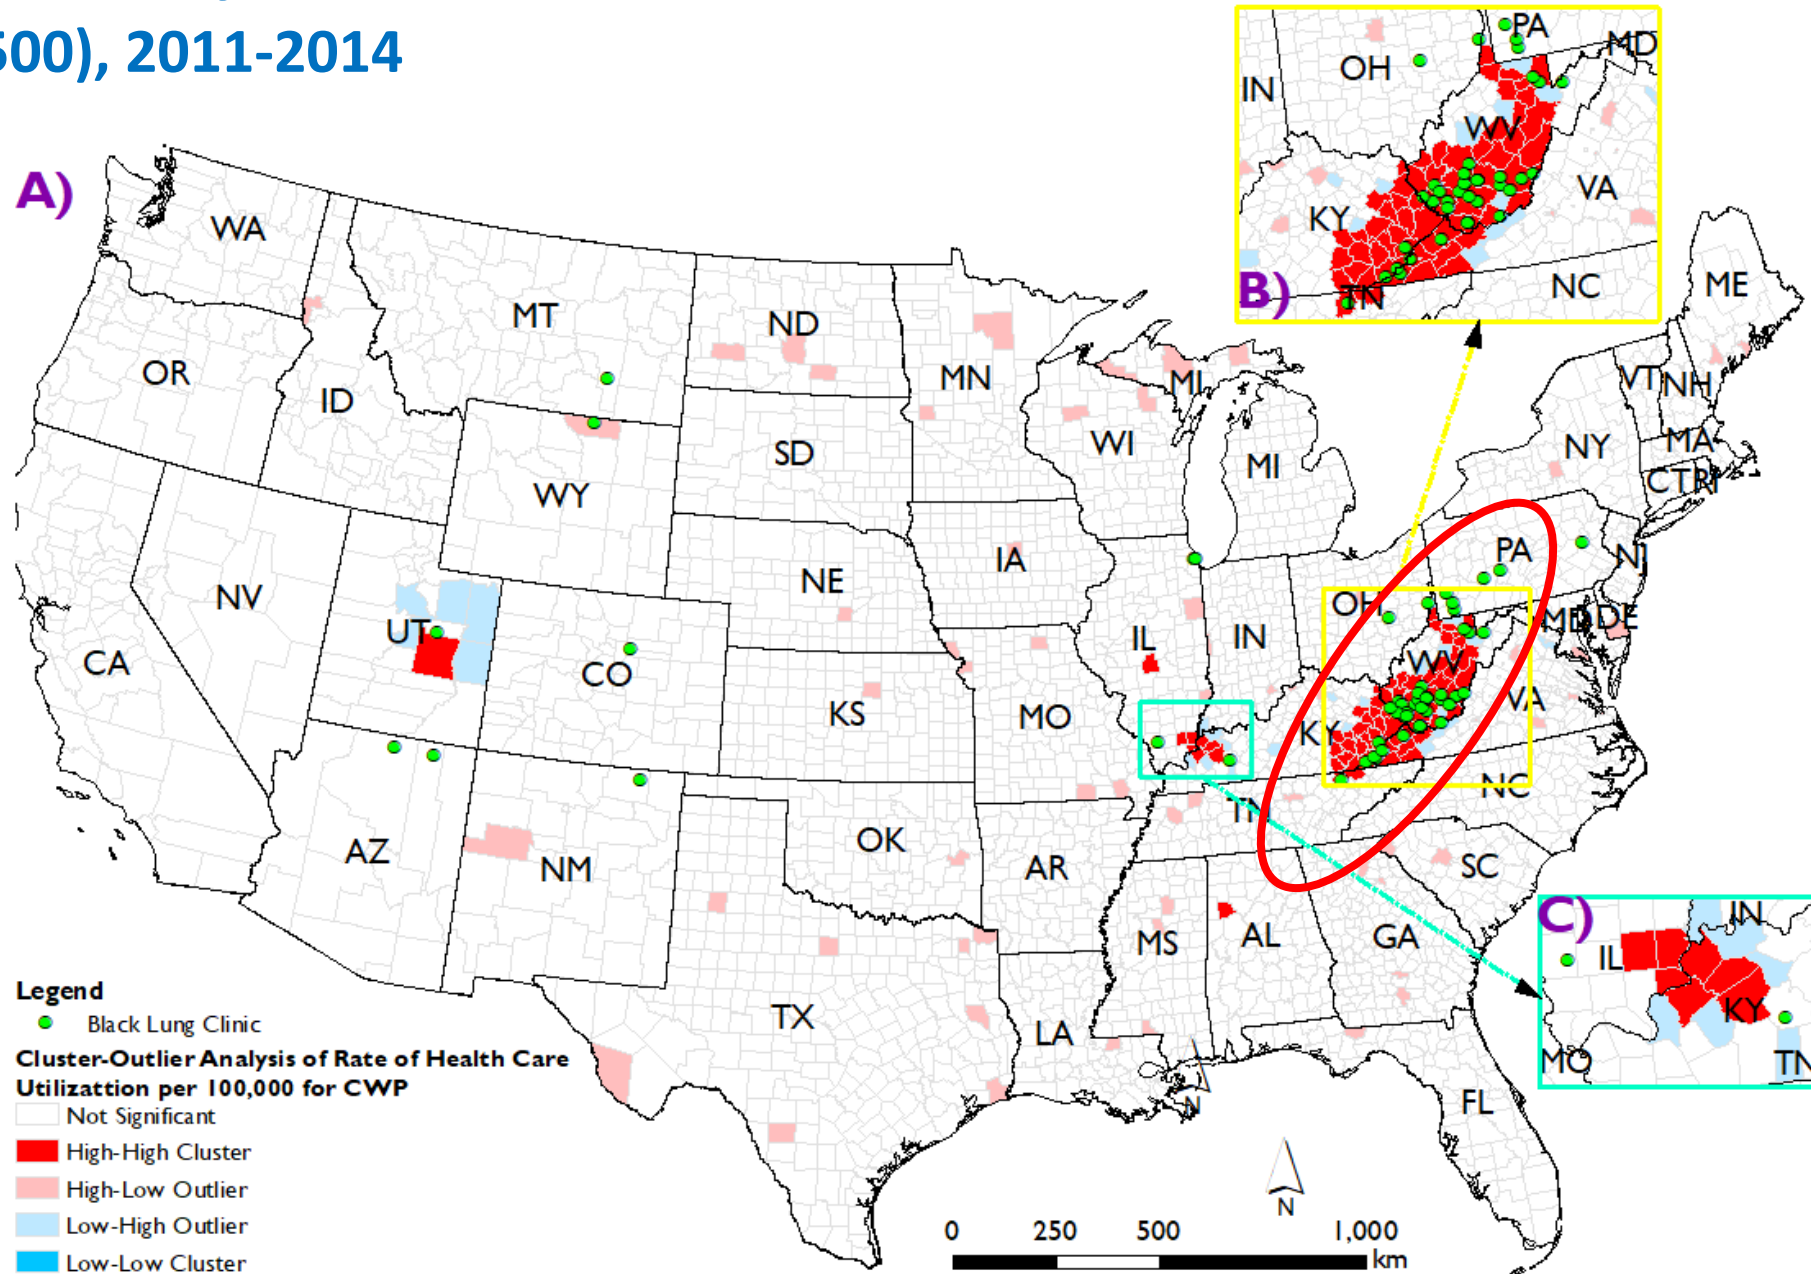 500), 2011-2014
A)
B)
C)
WA
OR
CA
ID
NV
MT
WY
UT
AZ
CO
NM
ND
SD
NE
KS
OK
TX
MN
IA
MO
AR
LA
WI
IL
MI
MI
IN
OH
KY
TN
MS
AL
GA
FL
SC
NC
VA
WV
PA
NY
MD
DE
NJ
CT
RI
MA
VT
NH
ME
IN
OH
PA
MD
WV
KY
VA
TN
NC
IN
IL
KY
MO
TN
Legend
Black Lung Clinic
Cluster-Outlier Analysis of Rate of Health Care
Utilizattion per 100,000 for CWP
Not Significant
High-High Cluster
High-Low Outlier
Low-High Outlier
Low-Low Cluster
N
N
0 250 500 1,000
km